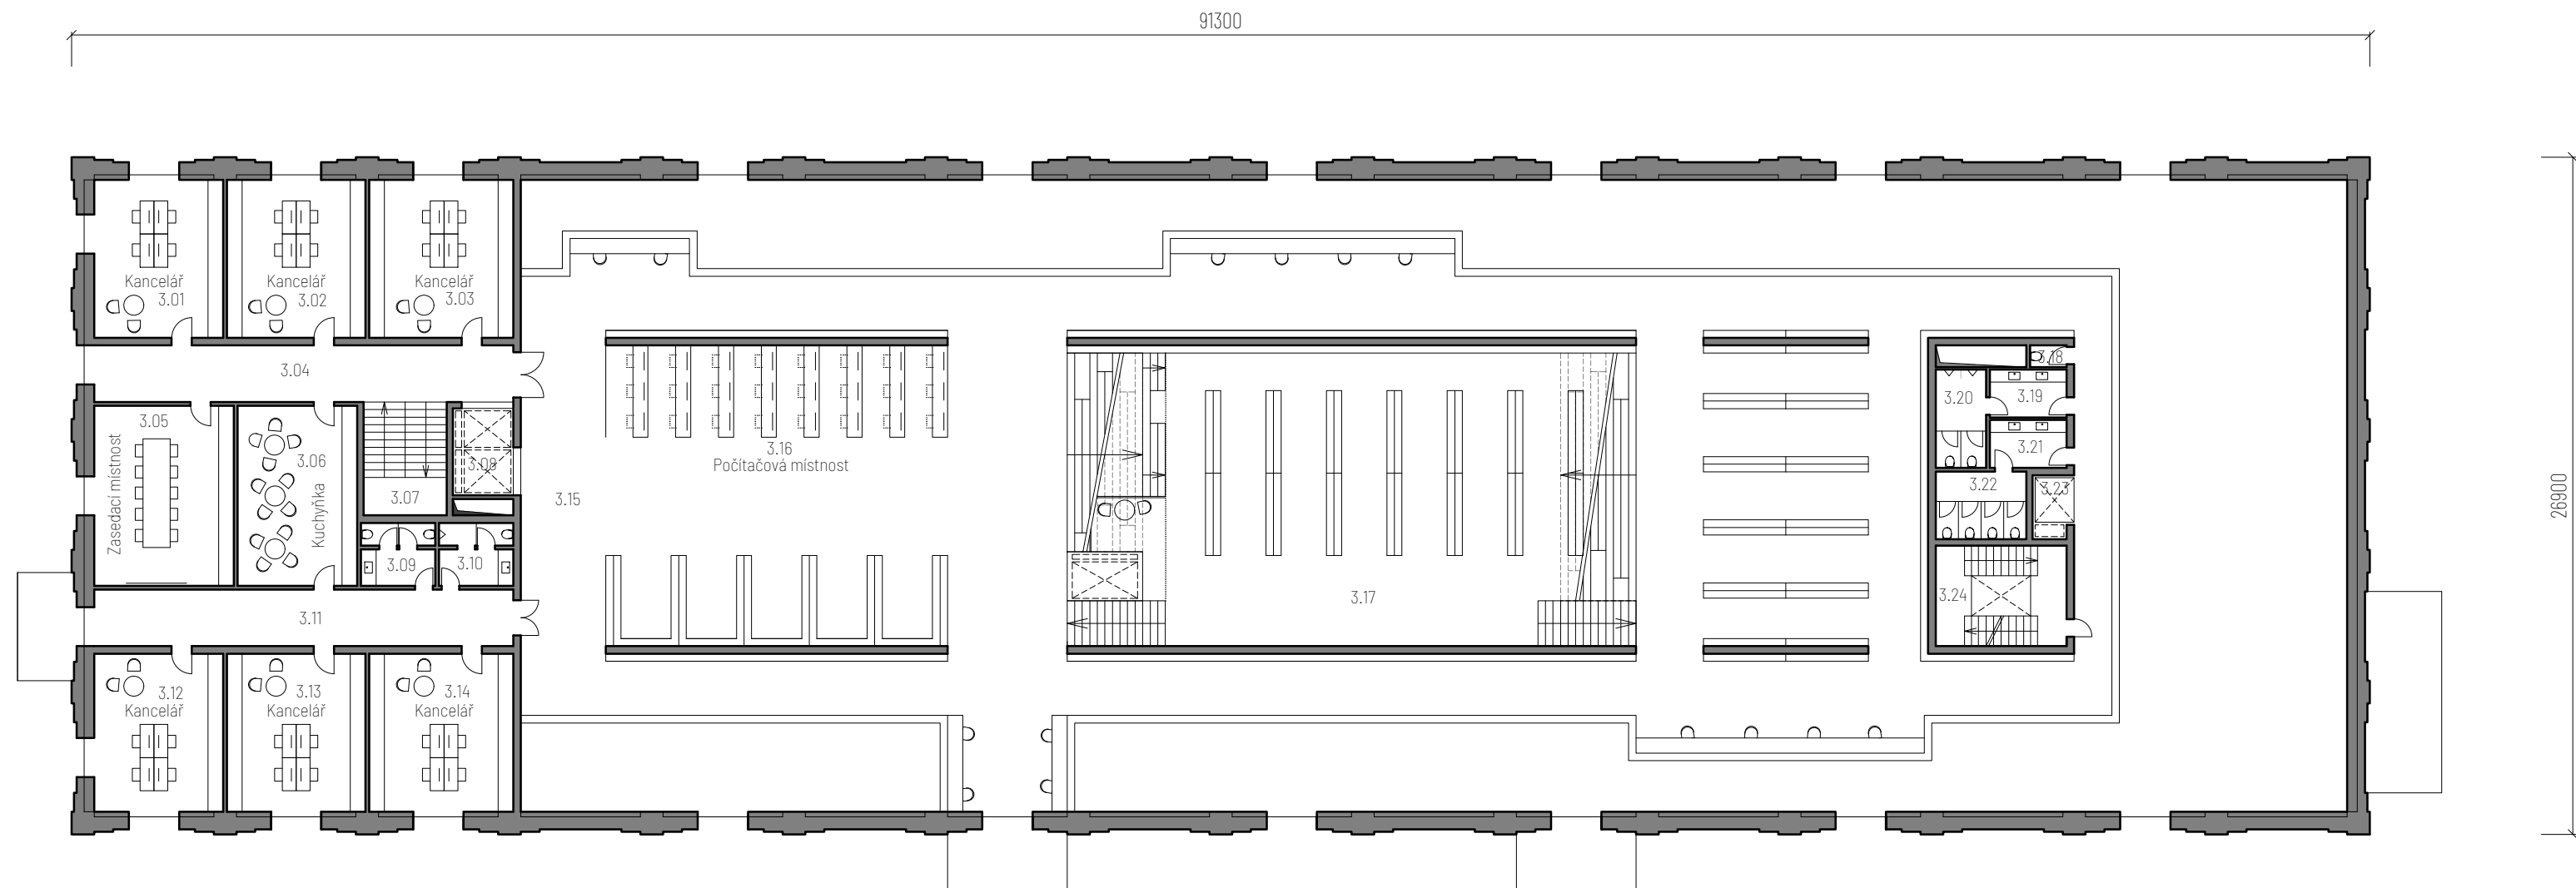 91300
Kancelář
3.01
Kancelář
3.02
Kancelář
3.03
3.04
3.05
Zasedací místnost
3.06
Kuchyňka
3.07
3.08
3.09
3.10
3.11
3.12
Kancelář
3.13
Kancelář
3.14
Kancelář
3.15
3.16
Počítačová místnost
3.17
3.18
3.19
3.20
3.21
3.22
3.23
3.24
26900